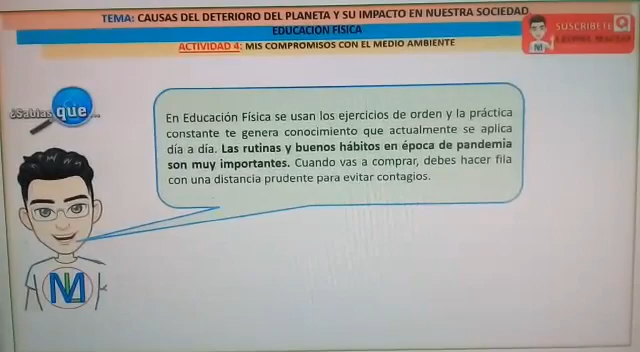 TEMA: CAUSAS DEL DETERIORO DEL PLANETA Y SU IMPACTO EN NUESTRA SOCIEDAD
EDUCACIÓN FÍSICA
ACTIVIDAD 4: MIS COMPROMISOS CON EL MEDIO AMBIENTE
SUSCRIBETE
¿Sabías que...
En Educación Física se usan los ejercicios de orden y la práctica
constante te genera conocimiento que actualmente se aplica
día a día. Las rutinas y buenos hábitos en época de pandemia
son muy importantes. Cuando vas a comprar, debes hacer fila
con una distancia prudente para evitar contagios.